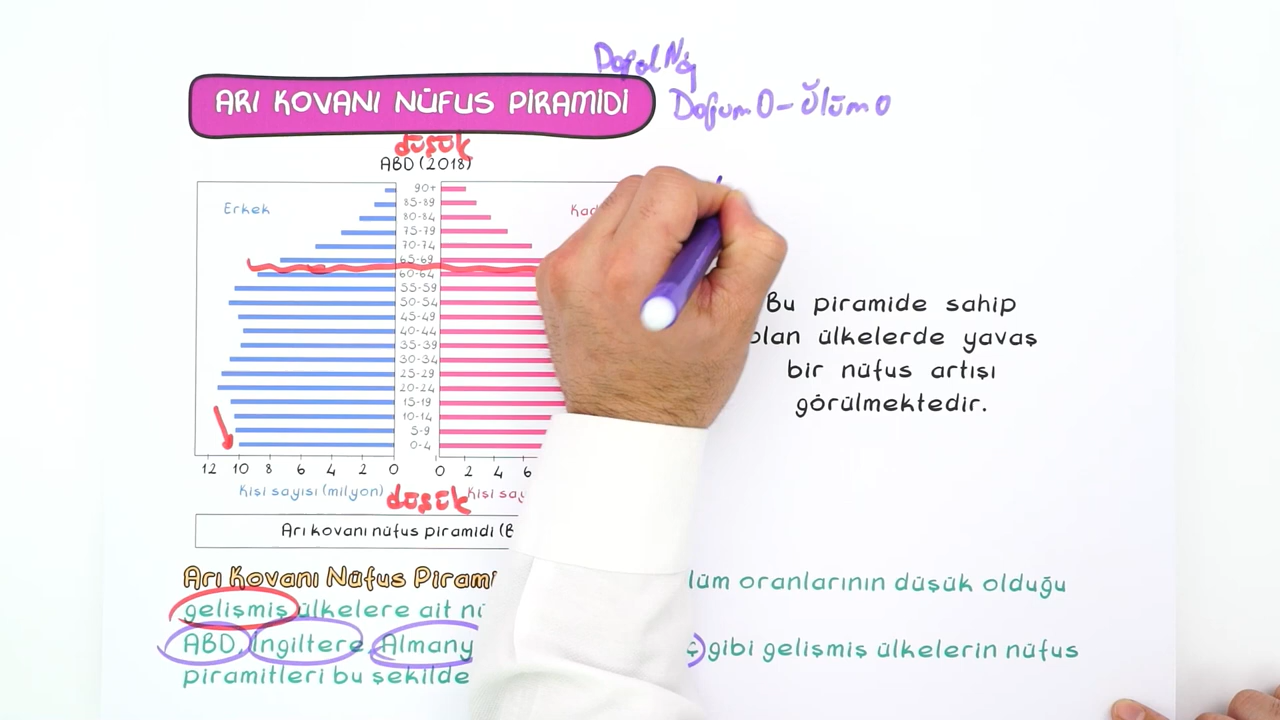 Doğal Nüf
ARI KOVANI NÜFUS PİRAMİDİ
Doğum O - Ölüm O
düşük
ABD (2018)
Erkek
Kad
90+
85-89
80-84
75-79
70-74
65-69
60-64
55-59
50-54
45-49
40-44
35-39
30-34
25-29
20-24
15-19
10-14
5-9
0-4
Bu piramide sahip
olan ülkelerde yavaş
bir nüfus artışı
görülmektedir.
12 10 8 6 4 2 0 0 2 4 6
Kişi sayısı (milyon) düşük Kişi say
Arı kovanı nüfus piramidi (
Arı Kovanı Nüfus Pirami lüm oranlarının düşük olduğu
gelişmiş ülkelere ait nü
ABD, İngiltere, Almany ç gibi gelişmiş ülkelerin nüfus
piramitleri bu şekilde